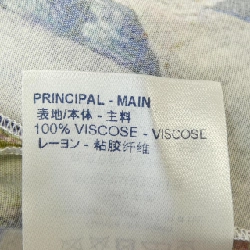 PRINCIPAL - MAIN
表地/本体 - 主料
100% VISCOSE - VISCOSE
レーヨン - 粘胶纤维